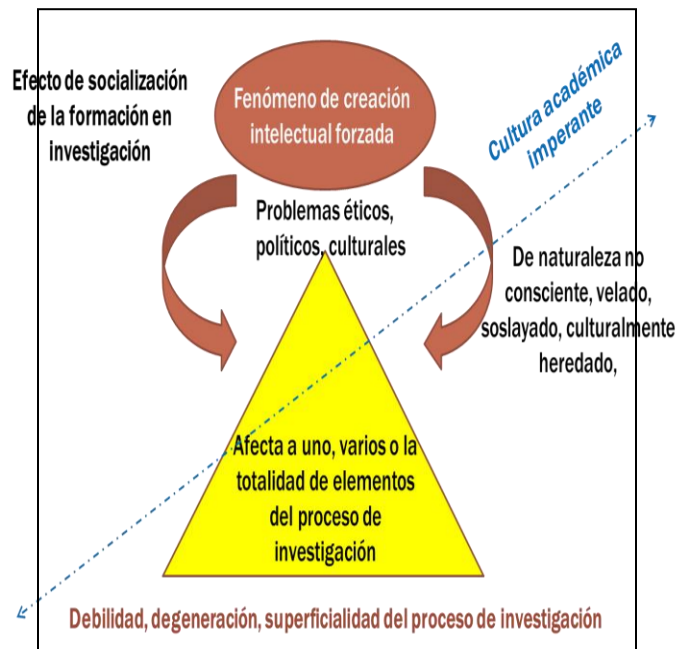 Efecto de socialización
de la formación en
investigación
Fenómeno de creación
intelectual forzada
Cultura académica
imperante
Problemas éticos,
políticos, culturales
De naturaleza no
consciente, velado,
soslayado, culturalmente
heredado,
Afecta a uno, varios o la
totalidad de elementos
del proceso de
investigación
Debilidad, degeneración, superficialidad del proceso de investigación